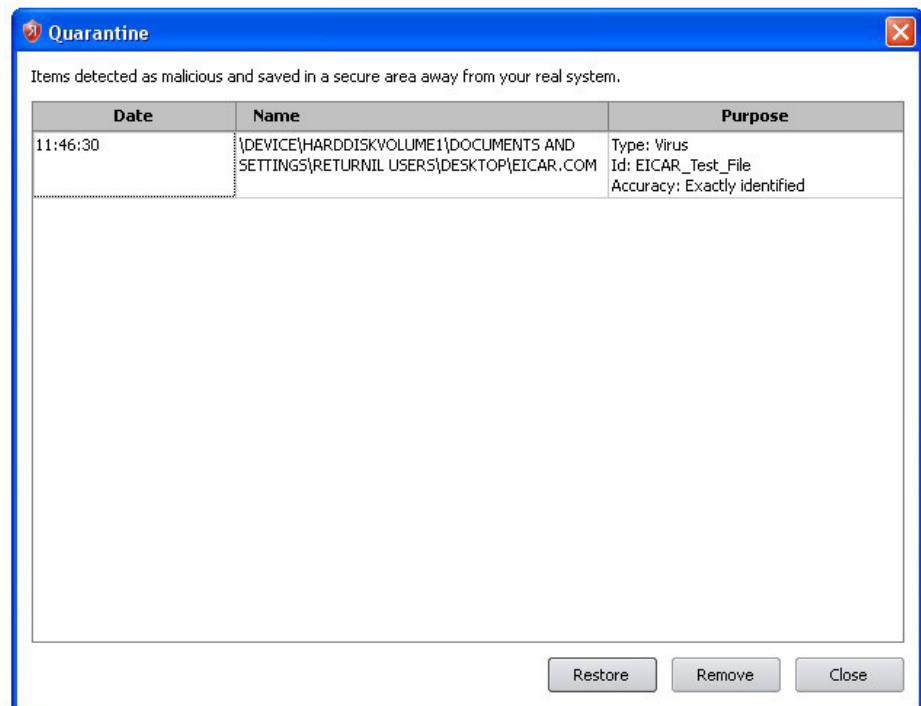 Quarantine
Items detected as malicious and saved in a secure area away from your real system.
Date Name Purpose
11:46:30
\DEVICE\HARDDISKVOLUME1\DOCUMENTS AND
SETTINGS\RETURNIL USERS\DESKTOP\EICAR.COM
Type: Virus
Id: EICAR_Test_File
Accuracy: Exactly identified
Restore Remove Close